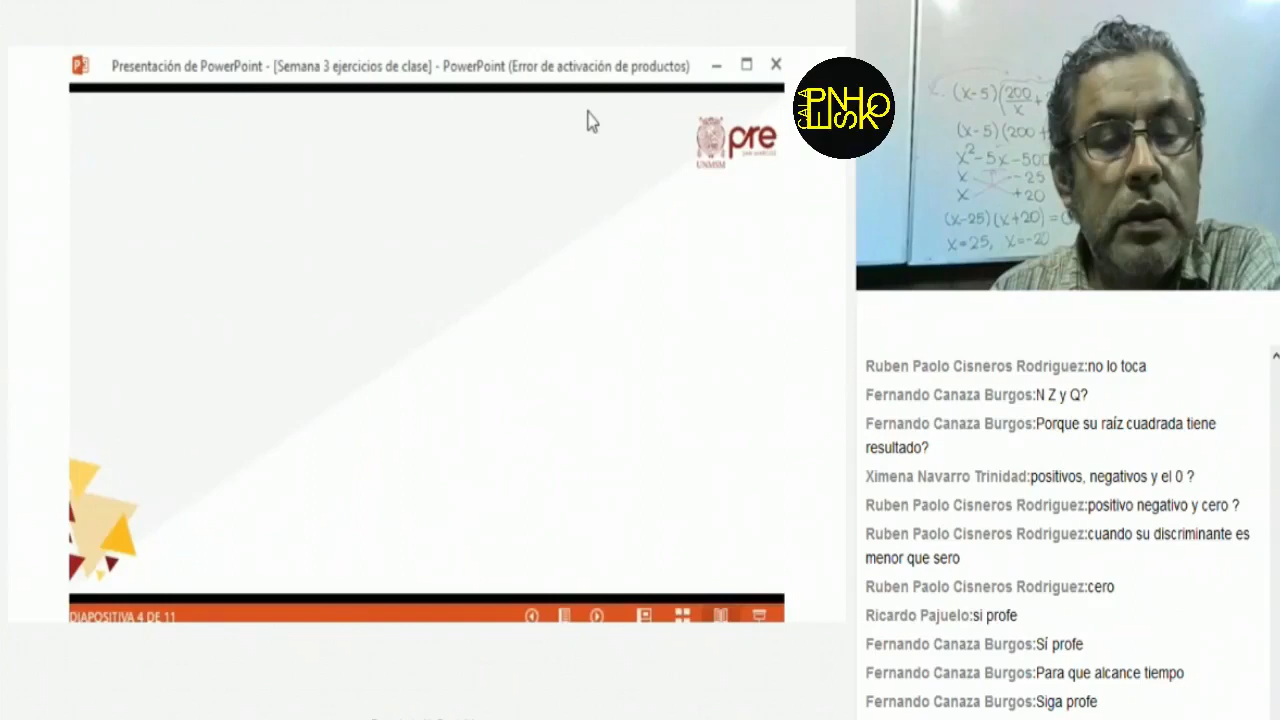 Presentación de PowerPoint - [Semana 3 ejercicios de clase] - PowerPoint (Error de activación de productos)
UNMSM
pre
DIAPOSITIVA 4 DE 11
(x-5)(200/x+
(x-5)(200+
x²-5x-500
x -25
x +20
(x-25)(x+20)=0
x=25, x=-20
Ruben Paolo Cisneros Rodriguez:no lo toca
Fernando Canaza Burgos:N Z y Q?
Fernando Canaza Burgos:Porque su raíz cuadrada tiene
resultado?
Ximena Navarro Trinidad:positivos, negativos y el 0 ?
Ruben Paolo Cisneros Rodriguez:positivo negativo y cero ?
Ruben Paolo Cisneros Rodriguez:cuando su discriminante es
menor que sero
Ruben Paolo Cisneros Rodriguez:cero
Ricardo Pajuelo:si profe
Fernando Canaza Burgos:Sí profe
Fernando Canaza Burgos:Para que alcance tiempo
Fernando Canaza Burgos:Siga profe